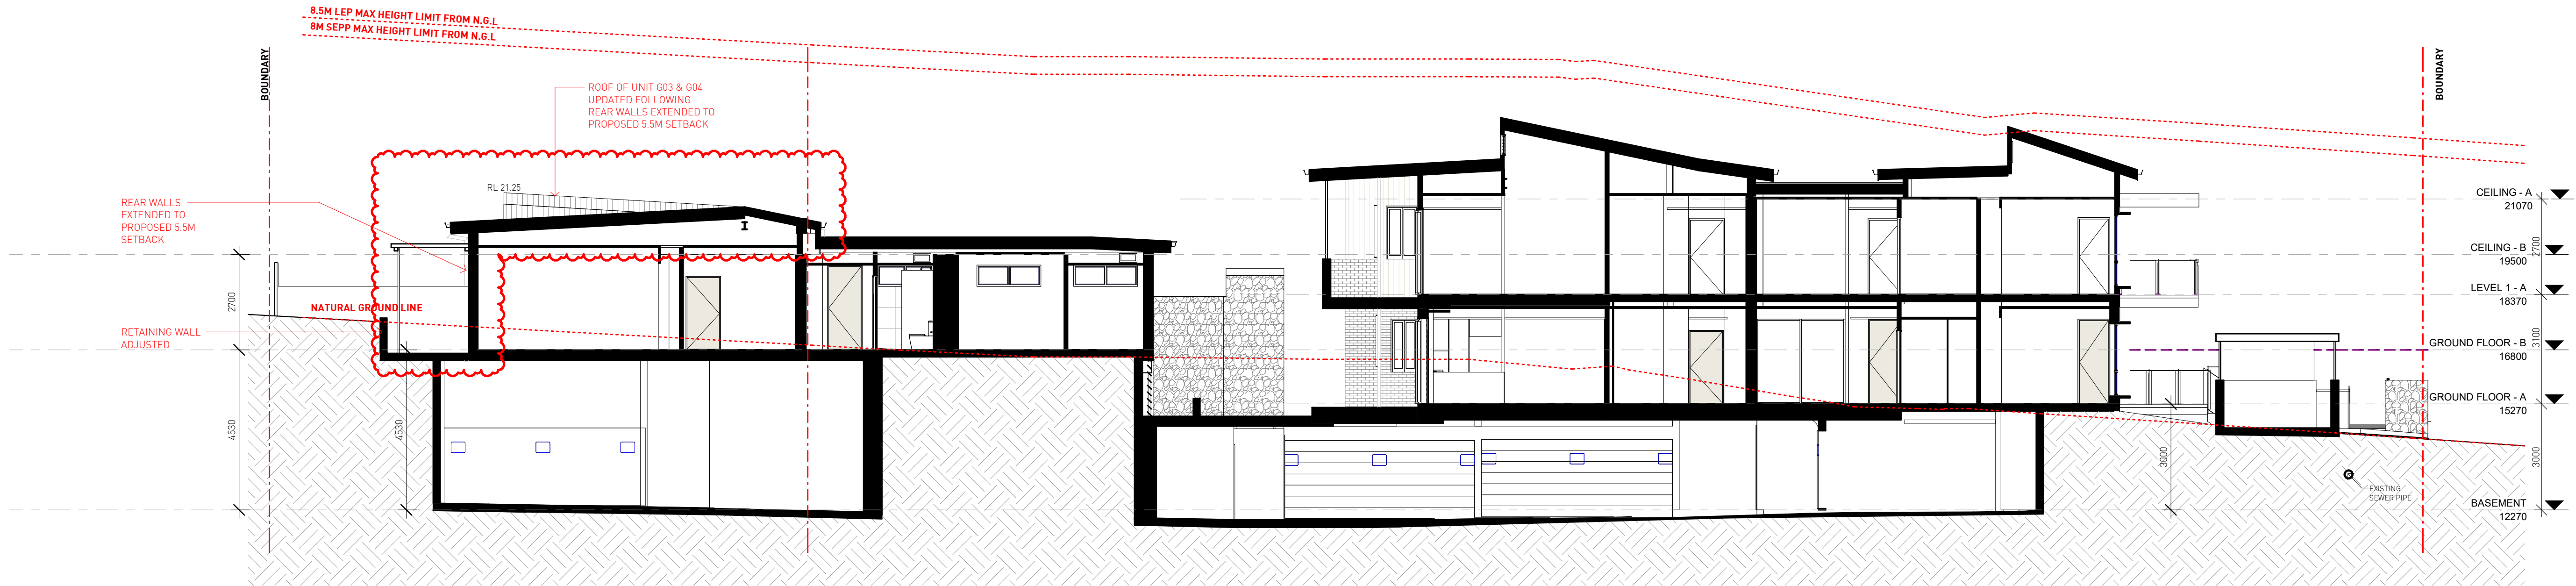 8.5M LEP MAX HEIGHT LIMIT FROM N.G.L
8M SEPP MAX HEIGHT LIMIT FROM N.G.L
BOUNDARY
BOUNDARY
ROOF OF UNIT G03 & G04
UPDATED FOLLOWING
REAR WALLS EXTENDED TO
PROPOSED 5.5M SETBACK
RL 21.25
REAR WALLS
EXTENDED TO
PROPOSED 5.5M
SETBACK
NATURAL GROUND LINE
RETAINING WALL
ADJUSTED
2700
4530
4530
CEILING - A
21070
2700
CEILING - B
19500
LEVEL 1 - A
18370
3100
GROUND FLOOR - B
16800
GROUND FLOOR - A
15270
3000
3000
EXISTING
SEWER PIPE
BASEMENT
12270